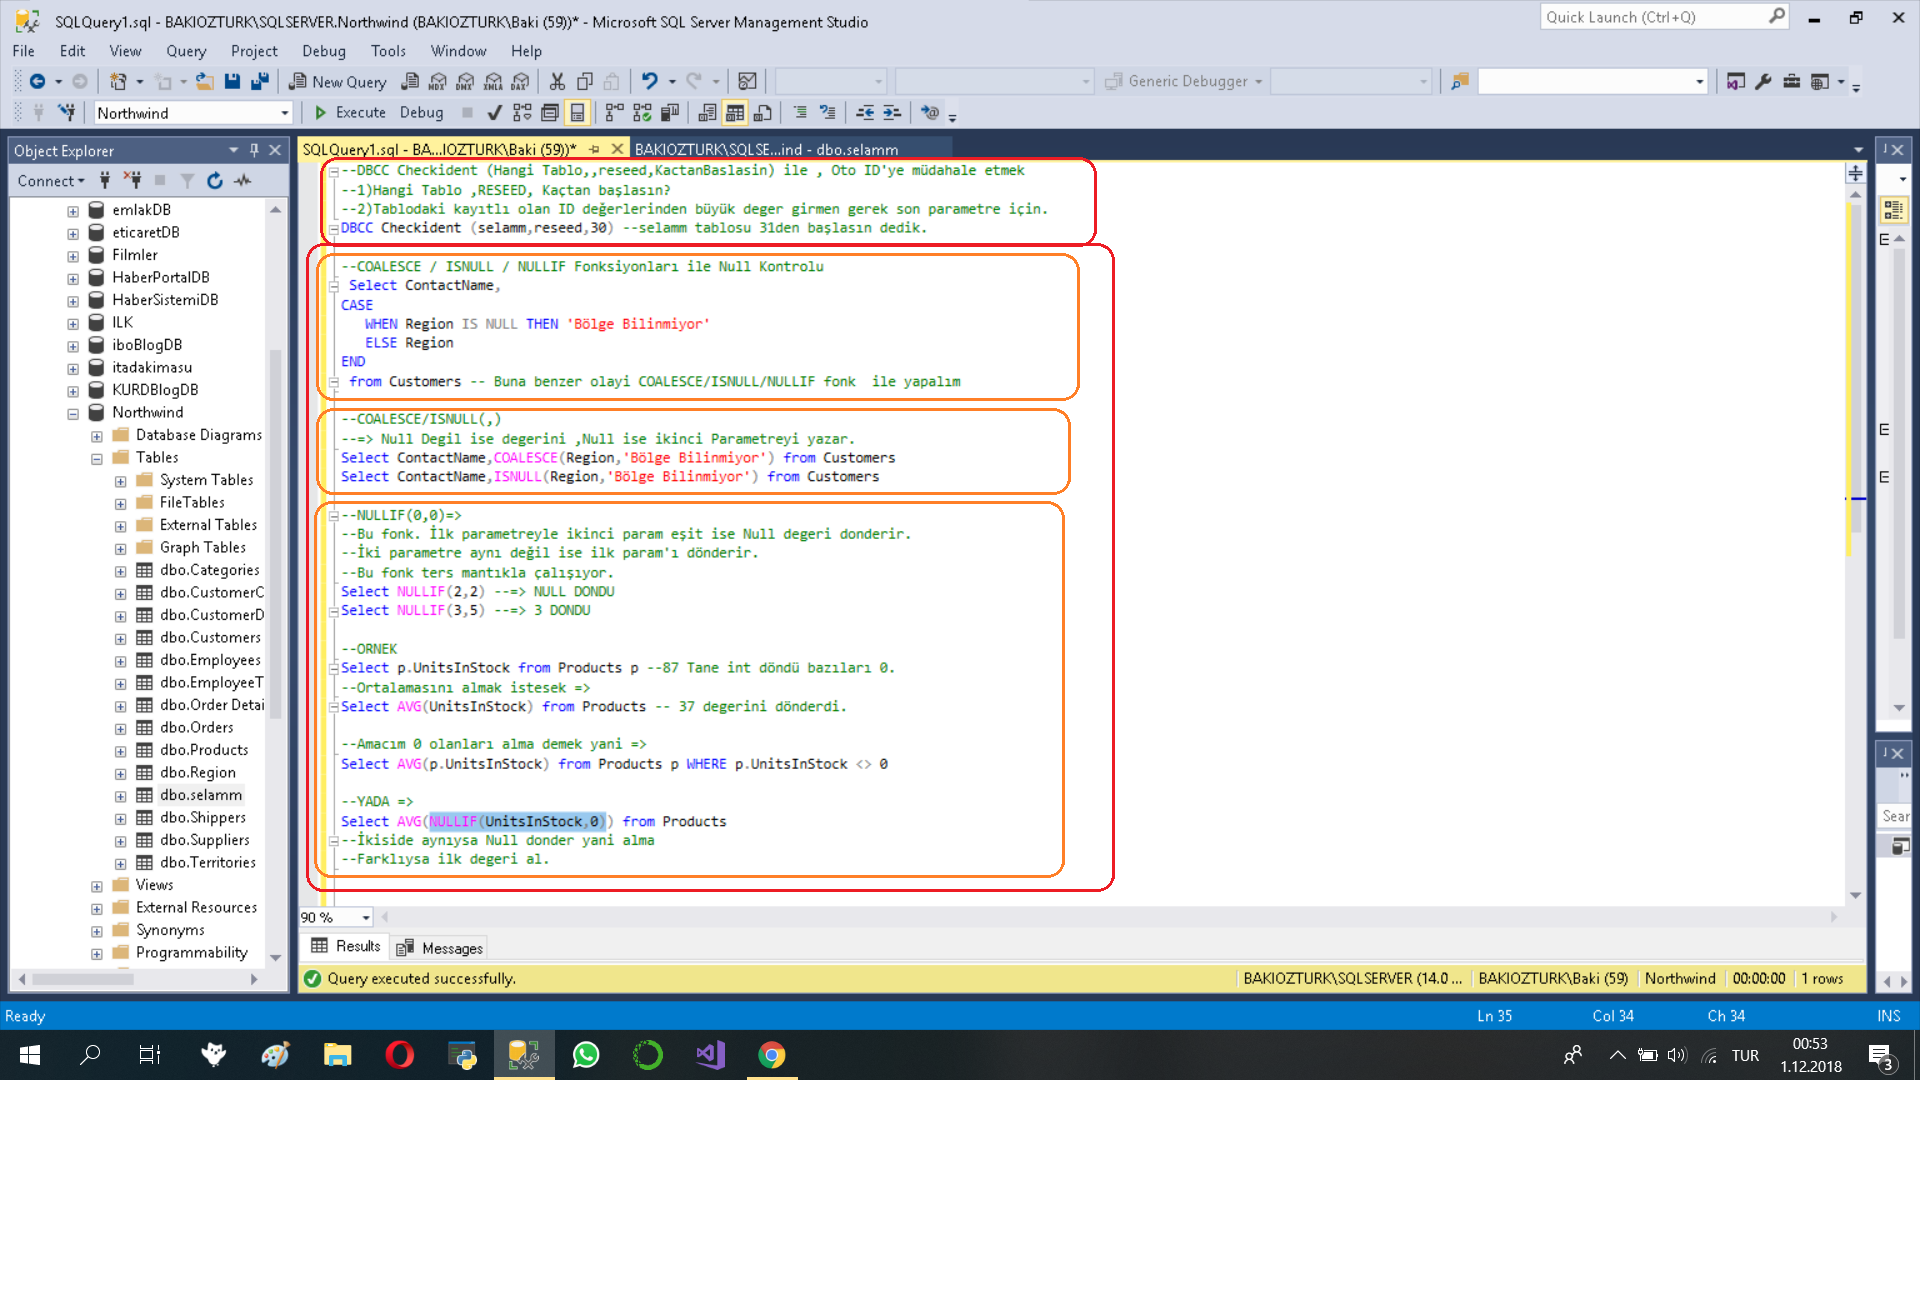 SQLQuery1.sql - BAKIOZTURK\SQLSERVER.Northwind (BAKIOZTURK\Baki (59))* - Microsoft SQL Server Management Studio
Quick Launch (Ctrl+Q)
File Edit View Query Project Debug Tools Window Help
New Query
MDX DMX XMLA DAX
Generic Debugger
Northwind
Execute Debug
Object Explorer
Connect
emlakDB
eticaretDB
Filmler
HaberPortalDB
HaberSistemiDB
ILK
iboBlogDB
itadakimasu
KURDBlogDB
Northwind
Database Diagrams
Tables
System Tables
FileTables
External Tables
Graph Tables
dbo.Categories
dbo.CustomerC
dbo.CustomerD
dbo.Customers
dbo.Employees
dbo.EmployeeT
dbo.Order Detai
dbo.Orders
dbo.Products
dbo.Region
dbo.selamm
dbo.Shippers
dbo.Suppliers
dbo.Territories
Views
External Resources
Synonyms
Programmability
SQLQuery1.sql - BA...IOZTURK\Baki (59))* BAKIOZTURK\SQLSE...ind - dbo.selamm
--DBCC Checkident (Hangi Tablo,,reseed,KactanBaslasin) ile , Oto ID'ye müdahale etmek
--1)Hangi Tablo ,RESEED, Kaçtan başlasın?
--2)Tablodaki kayıtlı olan ID değerlerinden büyük deger girmen gerek son parametre için.
DBCC Checkident (selamm,reseed,30) --selamm tablosu 31den başlasın dedik.
--COALESCE / ISNULL / NULLIF Fonksiyonları ile Null Kontrolu
Select ContactName,
CASE
WHEN Region IS NULL THEN 'Bölge Bilinmiyor'
ELSE Region
END
from Customers -- Buna benzer olayi COALESCE/ISNULL/NULLIF fonk  ile yapalım
--COALESCE/ISNULL(,)
--=> Null Degil ise degerini ,Null ise ikinci Parametreyi yazar.
Select ContactName,COALESCE(Region,'Bölge Bilinmiyor') from Customers
Select ContactName,ISNULL(Region,'Bölge Bilinmiyor') from Customers
--NULLIF(0,0)=>
--Bu fonk. İlk parametreyle ikinci param eşit ise Null degeri donderir.
--İki parametre aynı değil ise ilk param'ı dönderir.
--Bu fonk ters mantıkla çalışıyor.
Select NULLIF(2,2) --=> NULL DONDU
Select NULLIF(3,5) --=> 3 DONDU
--ORNEK
Select p.UnitsInStock from Products p --87 Tane int döndü bazıları 0.
--Ortalamasını almak istesek =>
Select AVG(UnitsInStock) from Products -- 37 degerini dönderdi.
--Amacım 0 olanları alma demek yani =>
Select AVG(p.UnitsInStock) from Products p WHERE p.UnitsInStock <> 0
--YADA =>
Select AVG(NULLIF(UnitsInStock,0)) from Products
--İkiside aynıysa Null donder yani alma
--Farklıysa ilk degeri al.
90 %
Results Messages
Query executed successfully.
BAKIOZTURK\SQLSERVER (14.0 ... BAKIOZTURK\Baki (59) Northwind 00:00:00 1 rows
Sear
Ready
Ln 35 Col 34 Ch 34 INS
TUR
00:53
1.12.2018
3